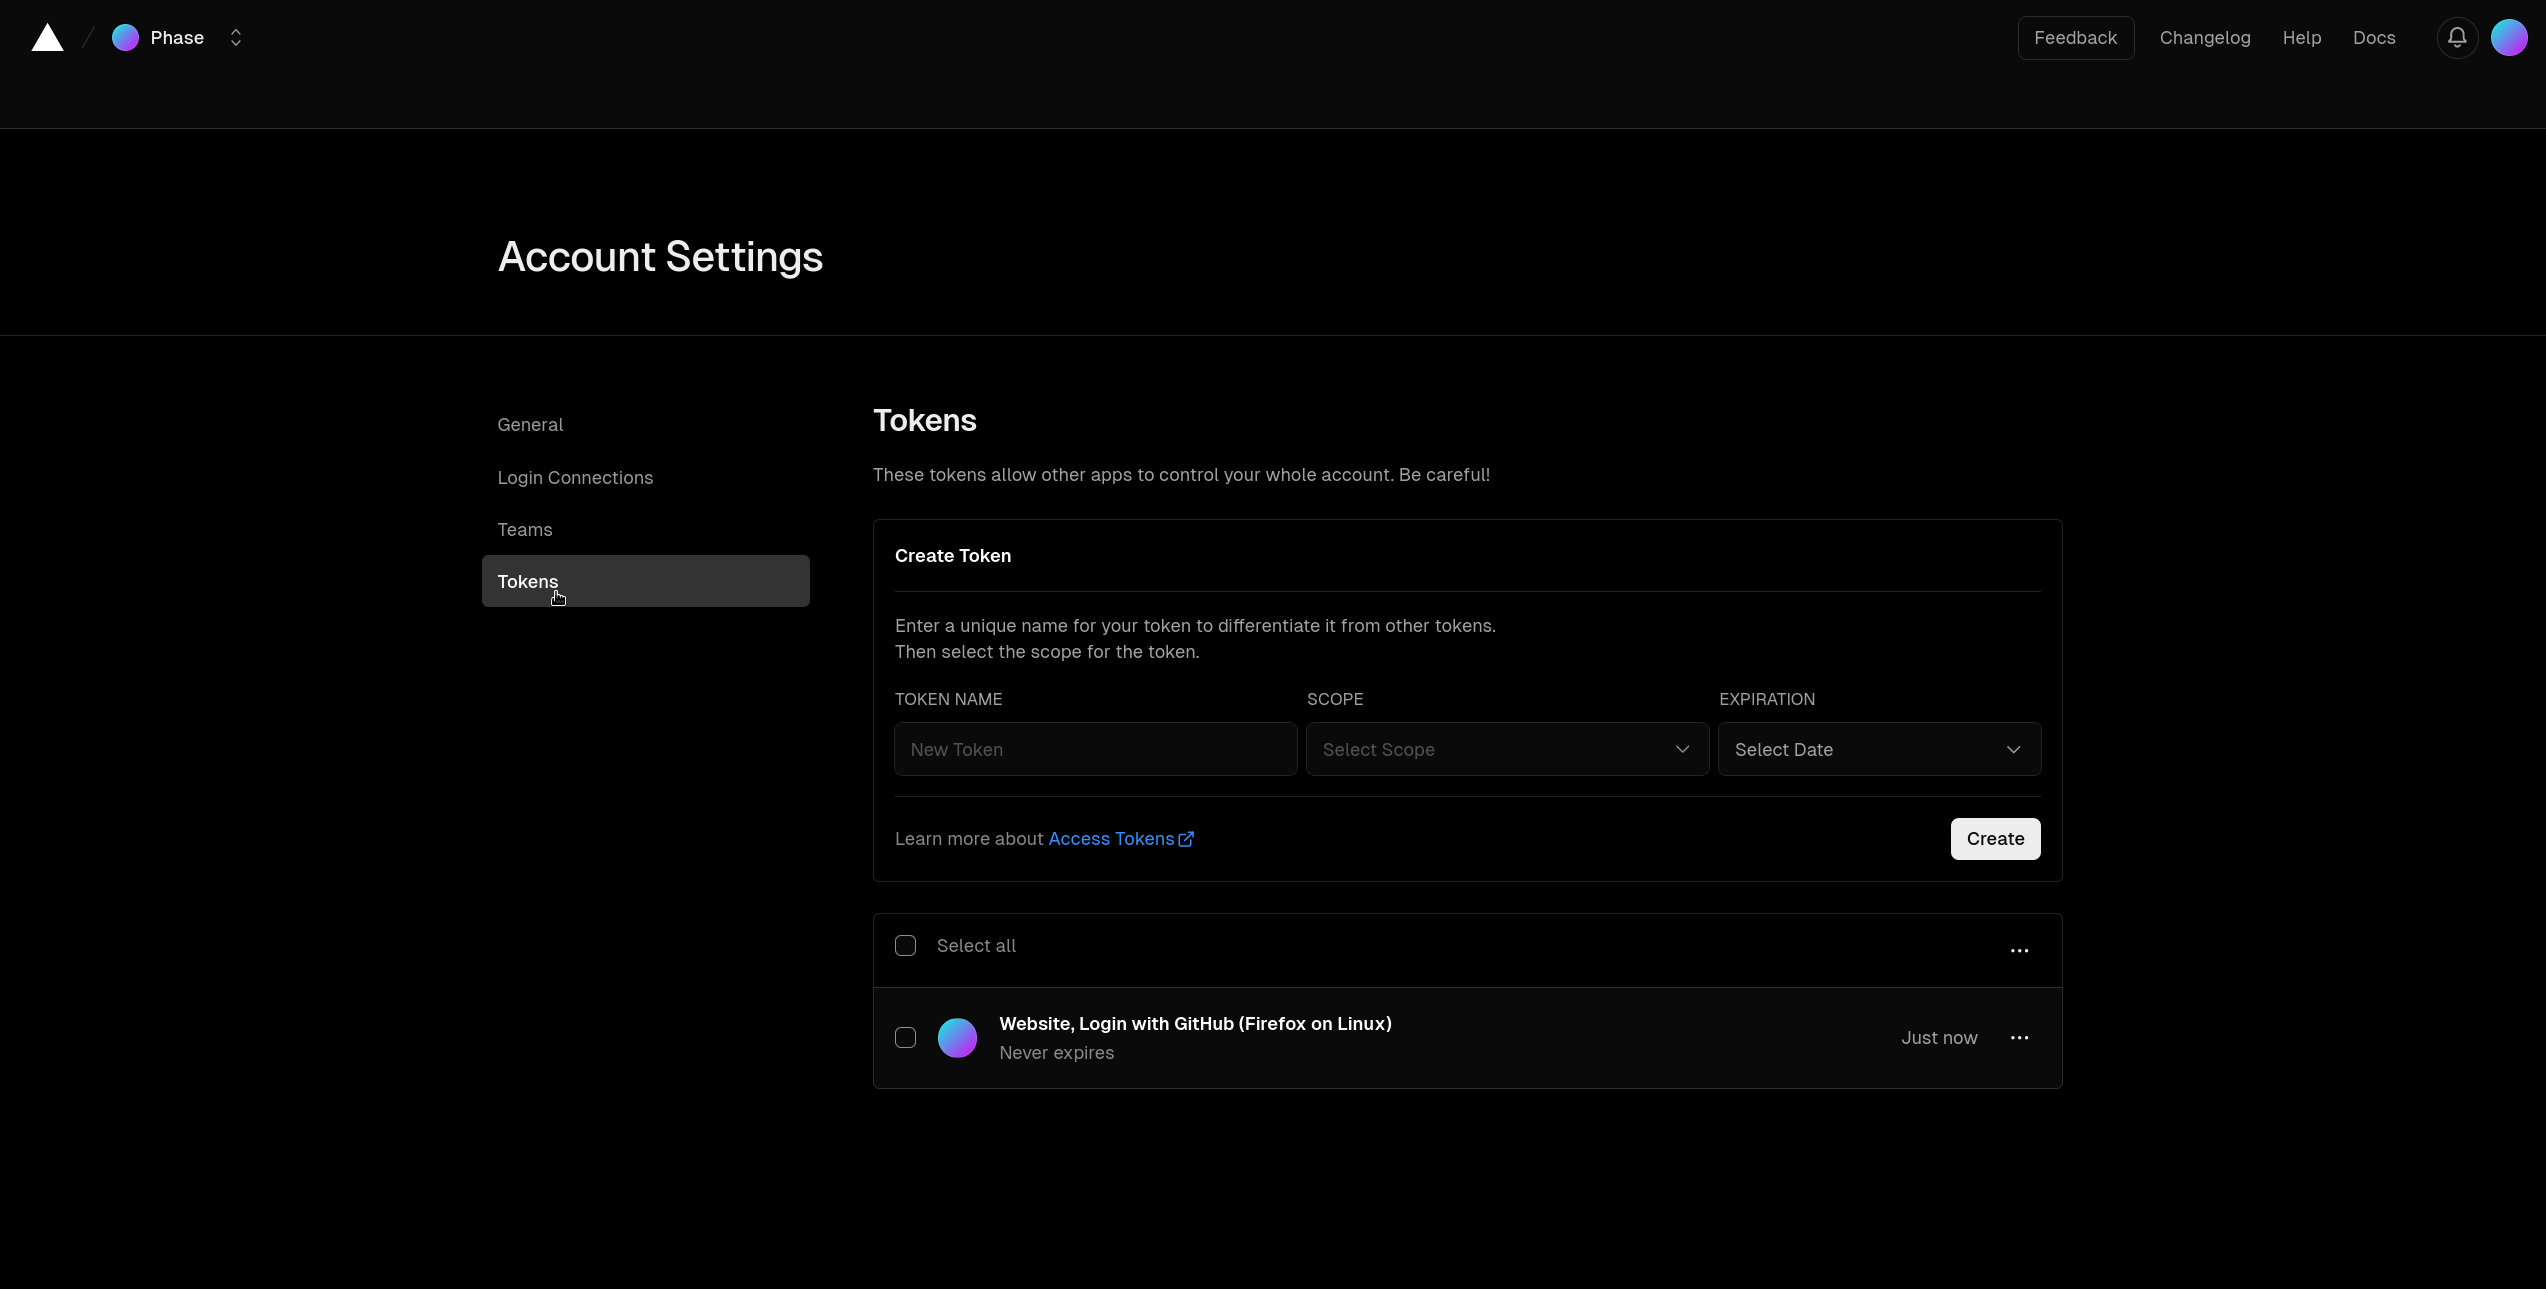 Phase
Feedback
Changelog
Help
Docs
Account Settings
General
Login Connections
Teams
Tokens
Tokens
These tokens allow other apps to control your whole account. Be careful!
Create Token
Enter a unique name for your token to differentiate it from other tokens.
Then select the scope for the token.
TOKEN NAME
SCOPE
EXPIRATION
New Token
Select Scope
Select Date
Learn more about Access Tokens
Create
Select all
Website, Login with GitHub (Firefox on Linux)
Never expires
Just now